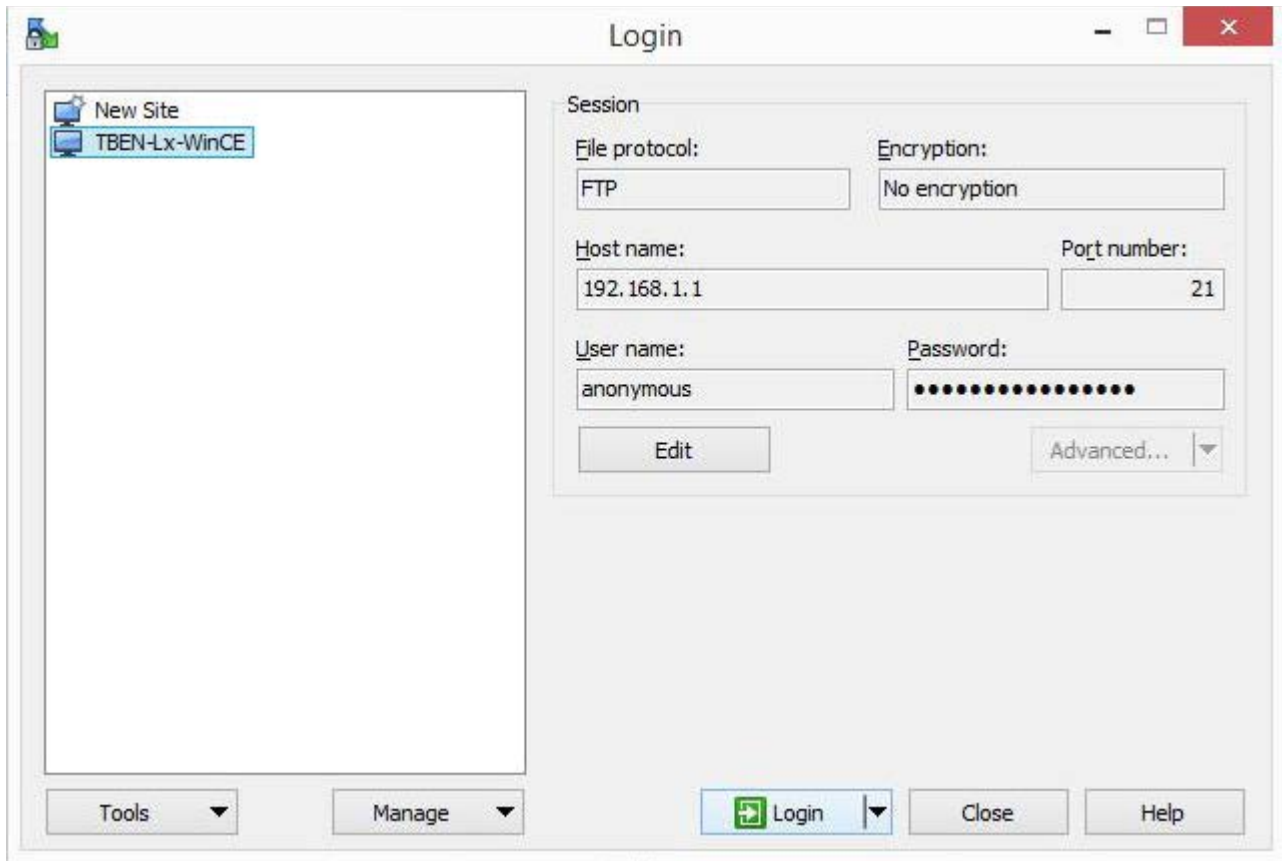 Login
New Site
TBEN-Lx-WinCE
Session
File protocol:
Encryption:
FTP
No encryption
Host name:
Port number:
192.168.1.1
21
User name:
Password:
anonymous
●●●●●●●●●●●●●●●●
Edit
Advanced...
Tools
Manage
Login
Close
Help